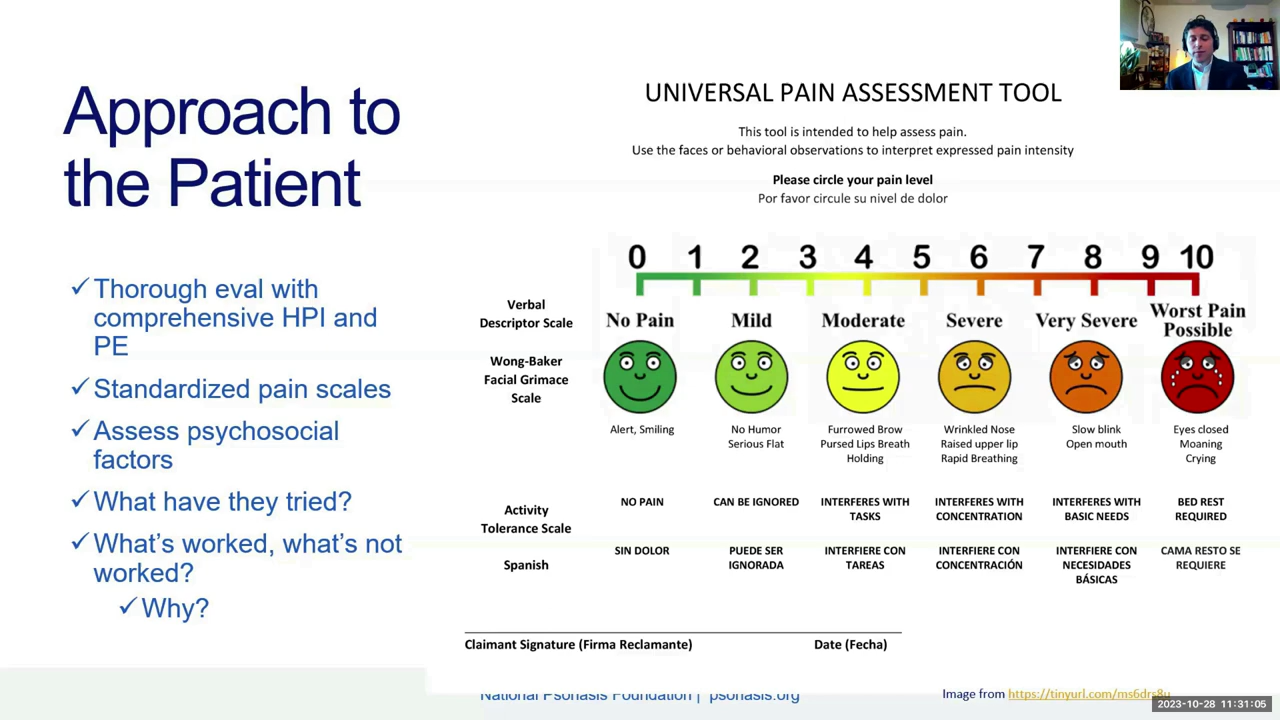 Approach to
the Patient
✓Thorough eval with
comprehensive HPI and
PE
✓Standardized pain scales
✓Assess psychosocial
factors
✓What have they tried?
✓What's worked, what's not
worked?
✓Why?
UNIVERSAL PAIN ASSESSMENT TOOL
This tool is intended to help assess pain.
Use the faces or behavioral observations to interpret expressed pain intensity
Please circle your pain level
Por favor circule su nivel de dolor
0 1 2 3 4 5 6 7 8 9 10
Verbal
Descriptor Scale
No Pain
Mild
Moderate
Severe
Very Severe
Worst Pain
Possible
Wong-Baker
Facial Grimace
Scale
Alert, Smiling
No Humor
Serious Flat
Furrowed Brow
Pursed Lips Breath
Holding
Wrinkled Nose
Raised upper lip
Rapid Breathing
Slow blink
Open mouth
Eyes closed
Moaning
Crying
Activity
Tolerance Scale
NO PAIN
CAN BE IGNORED
INTERFERES WITH
TASKS
INTERFERES WITH
CONCENTRATION
INTERFERES WITH
BASIC NEEDS
BED REST
REQUIRED
Spanish
SIN DOLOR
PUEDE SER
IGNORADA
INTERFIERE CON
TAREAS
INTERFIERE CON
CONCENTRACIÓN
INTERFIERE CON
NECESIDADES
BÁSICAS
CAMA RESTO SE
REQUIERE
Claimant Signature (Firma Reclamante)
Date (Fecha)
National Psoriasis Foundation | psoriasis.org
Image from https://tinyurl.com/ms6drs8u
2023-10-28 11:31:05